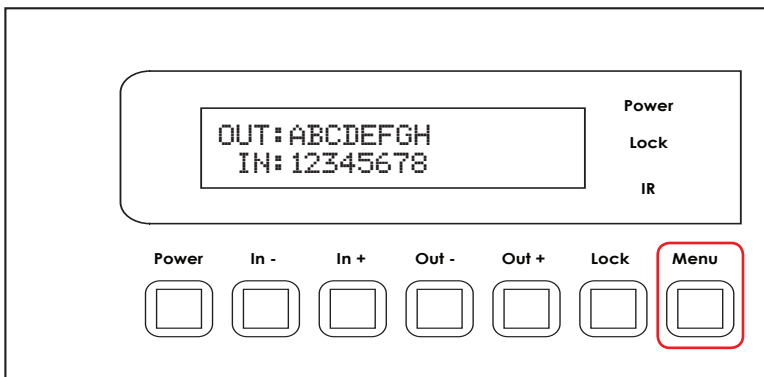 OUT:ABCDEFGH
IN:12345678
Power
Lock
IR
Power In - In + Out - Out + Lock Menu